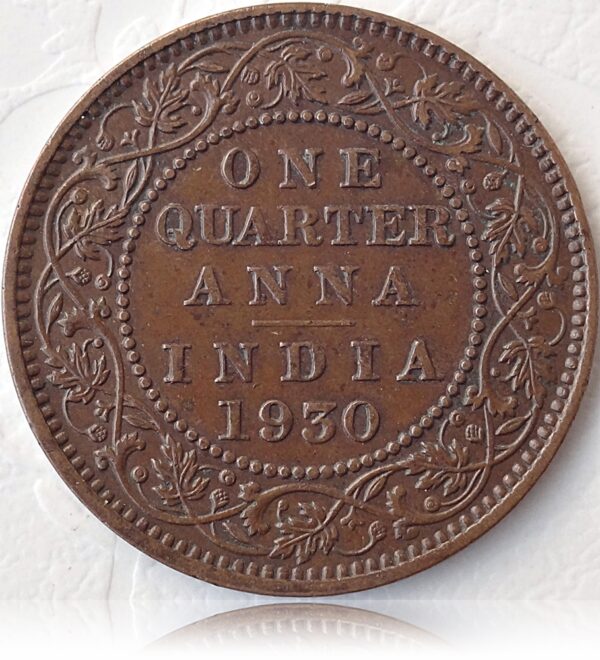 ONE
QUARTER
ANNA
INDIA
1930